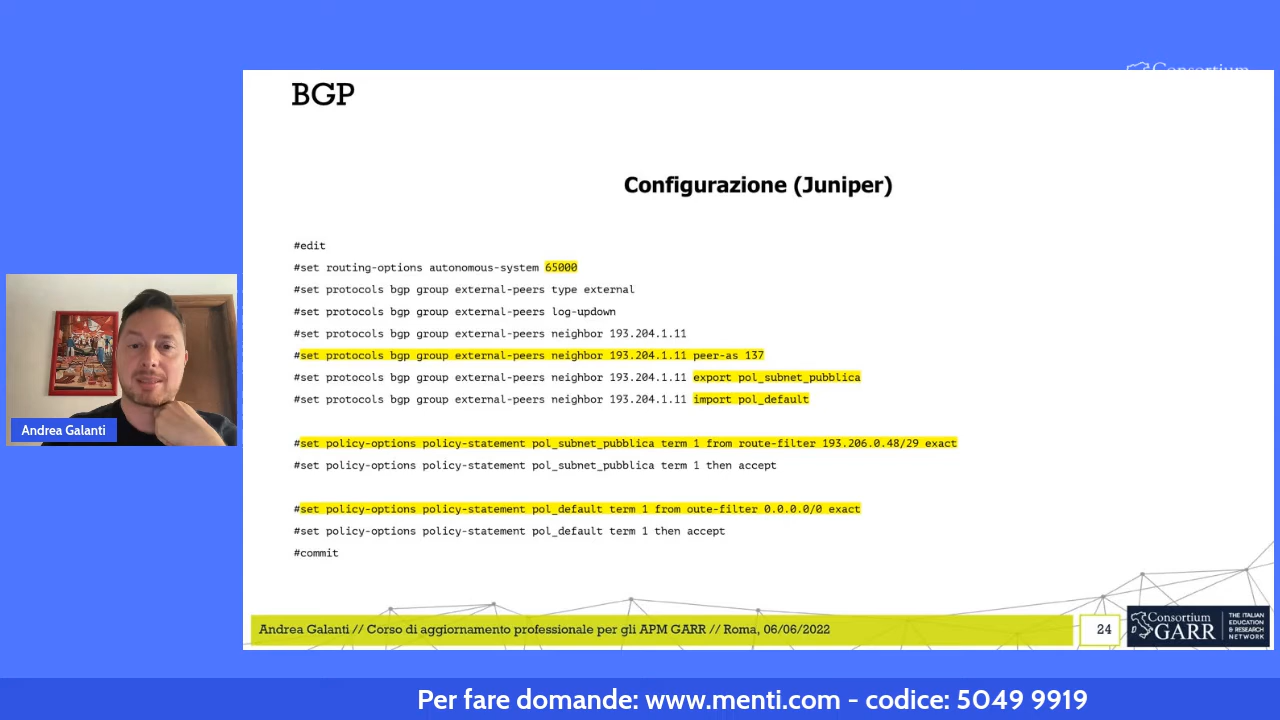 Consortium
BGP
Configurazione (Juniper)
#edit
#set routing-options autonomous-system 65000
#set protocols bgp group external-peers type external
#set protocols bgp group external-peers log-updown
#set protocols bgp group external-peers neighbor 193.204.1.11
#set protocols bgp group external-peers neighbor 193.204.1.11 peer-as 137
#set protocols bgp group external-peers neighbor 193.204.1.11 export pol_subnet_pubblica
#set protocols bgp group external-peers neighbor 193.204.1.11 import pol_default
#set policy-options policy-statement pol_subnet_pubblica term 1 from route-filter 193.206.0.48/29 exact
#set policy-options policy-statement pol_subnet_pubblica term 1 then accept
#set policy-options policy-statement pol_default term 1 from oute-filter 0.0.0.0/0 exact
#set policy-options policy-statement pol_default term 1 then accept
#commit
Andrea Galanti
Andrea Galanti // Corso di aggiornamento professionale per gli APM GARR // Roma, 06/06/2022
24
Consortium
GARR
THE ITALIAN
EDUCATION
& RESEARCH
NETWORK
Per fare domande: www.menti.com - codice: 5049 9919